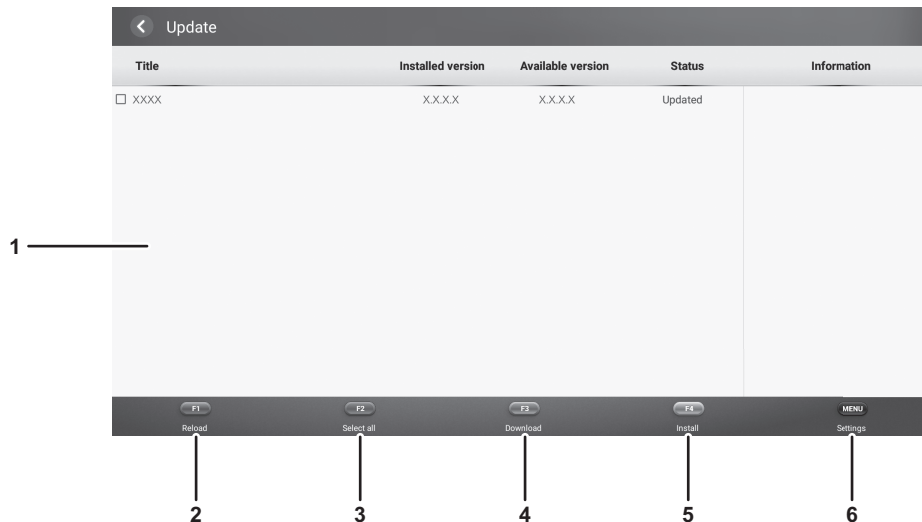 Update
Title Installed version Available version Status Information
XXXX X.X.X.X X.X.X.X Updated
1
F1 F2 F3 F4 MENU
Reload Select all Download Install Settings
2 3 4 5 6